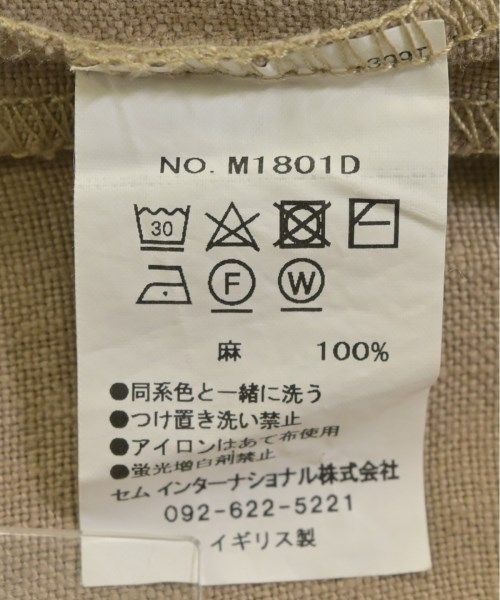 NO. M1801D
30
F W
麻 100%
●同系色と一緒に洗う
●つけ置き洗い禁止
●アイロンはあて布使用
●蛍光増白剤禁止
セム インターナショナル株式会社
092-622-5221
イギリス製